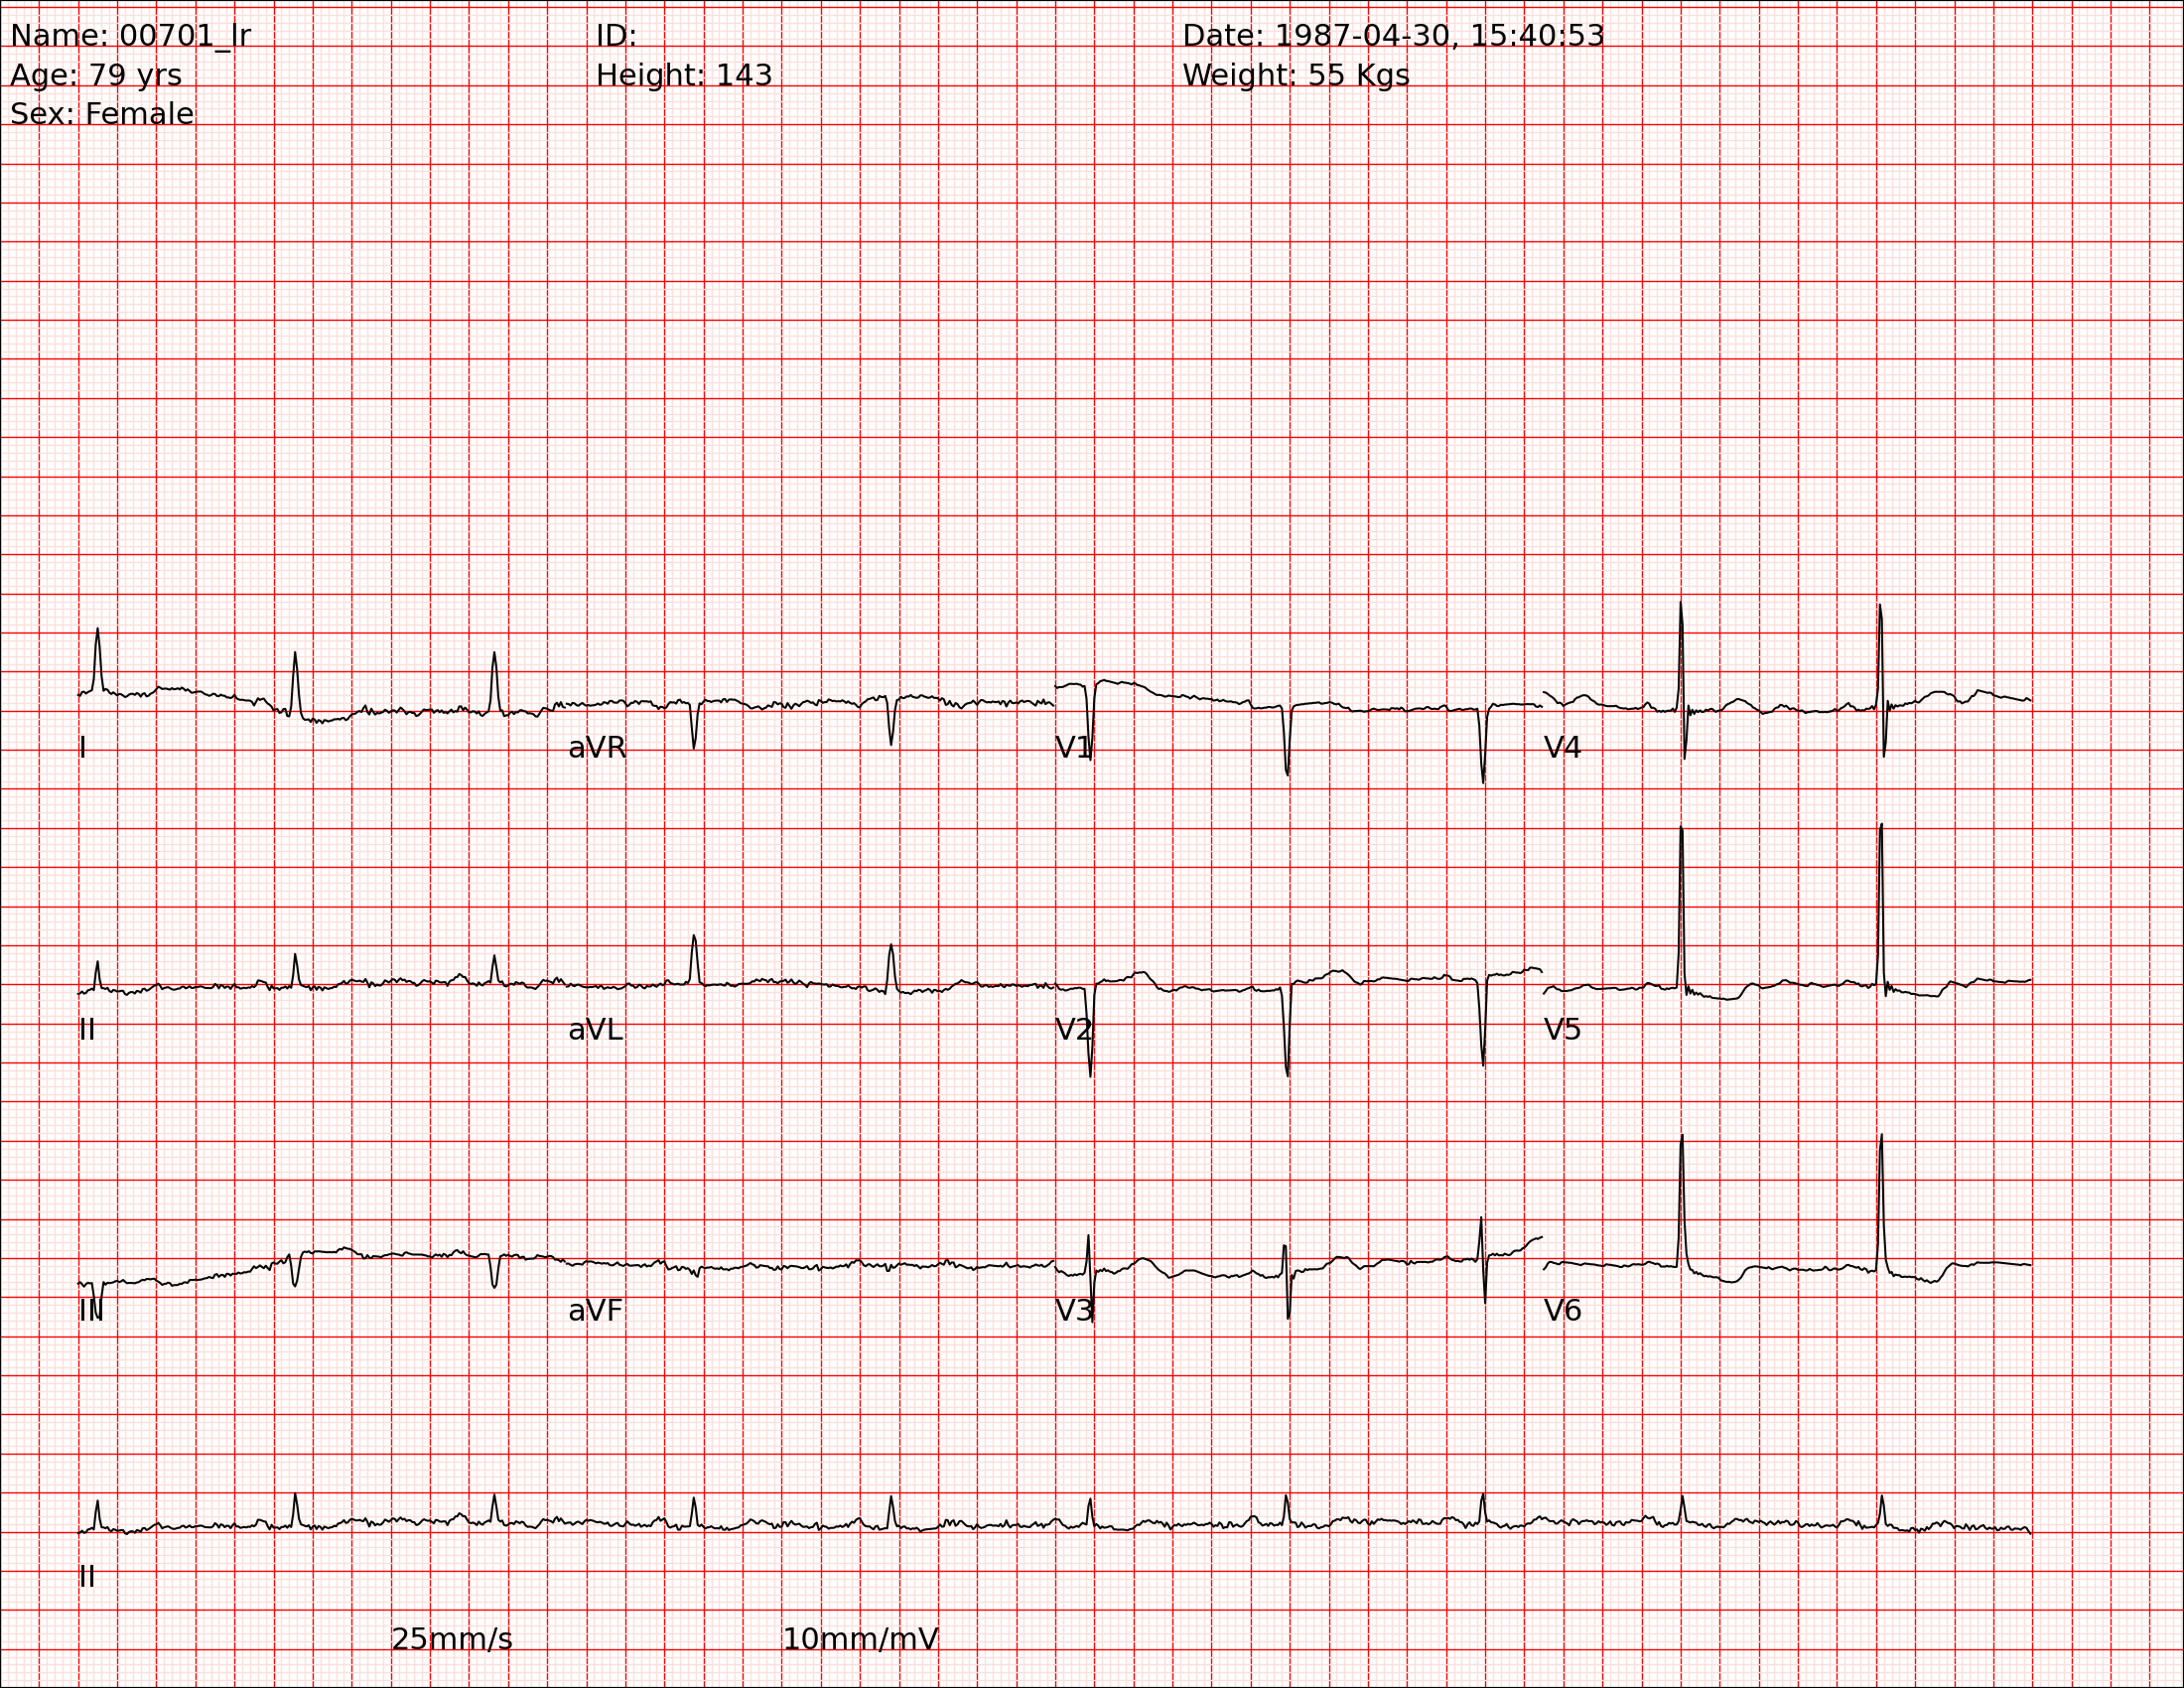 Name: 00701_lr ID: Date: 1987-04-30, 15:40:53
Age: 79 yrs Height: 143 Weight: 55 Kgs
Sex: Female
I aVR V1 V4
II aVL V2 V5
III aVF V3 V6
II
25mm/s 10mm/mV